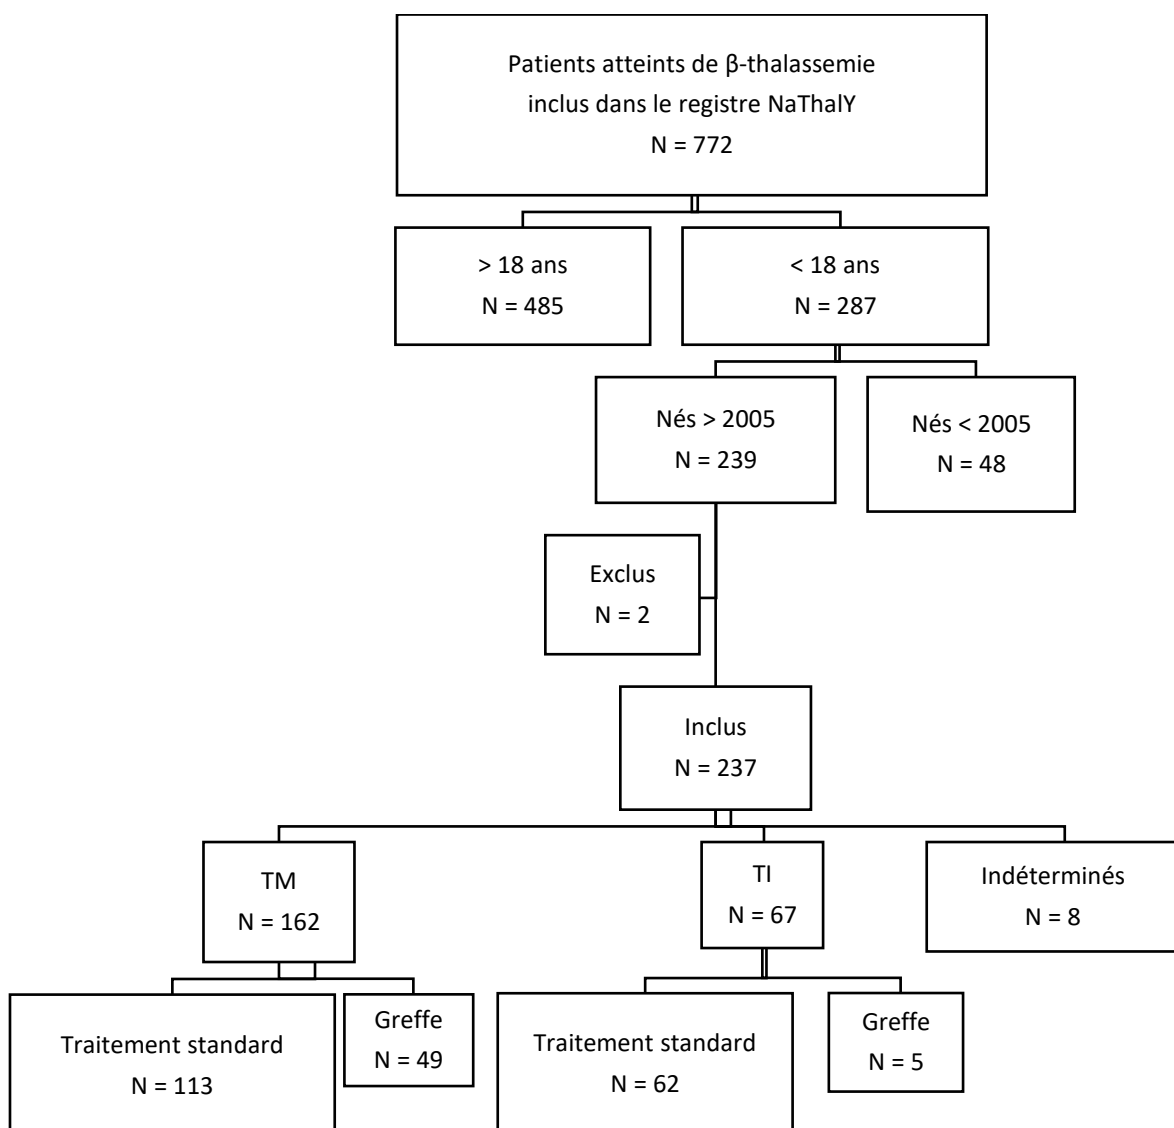 Patients atteints de β-thalassemie
inclus dans le registre NaThalY
N = 772
> 18 ans
N = 485
< 18 ans
N = 287
Nés > 2005
N = 239
Nés < 2005
N = 48
Exclus
N = 2
Inclus
N = 237
TM
N = 162
TI
N = 67
Indéterminés
N = 8
Traitement standard
N = 113
Greffe
N = 49
Traitement standard
N = 62
Greffe
N = 5